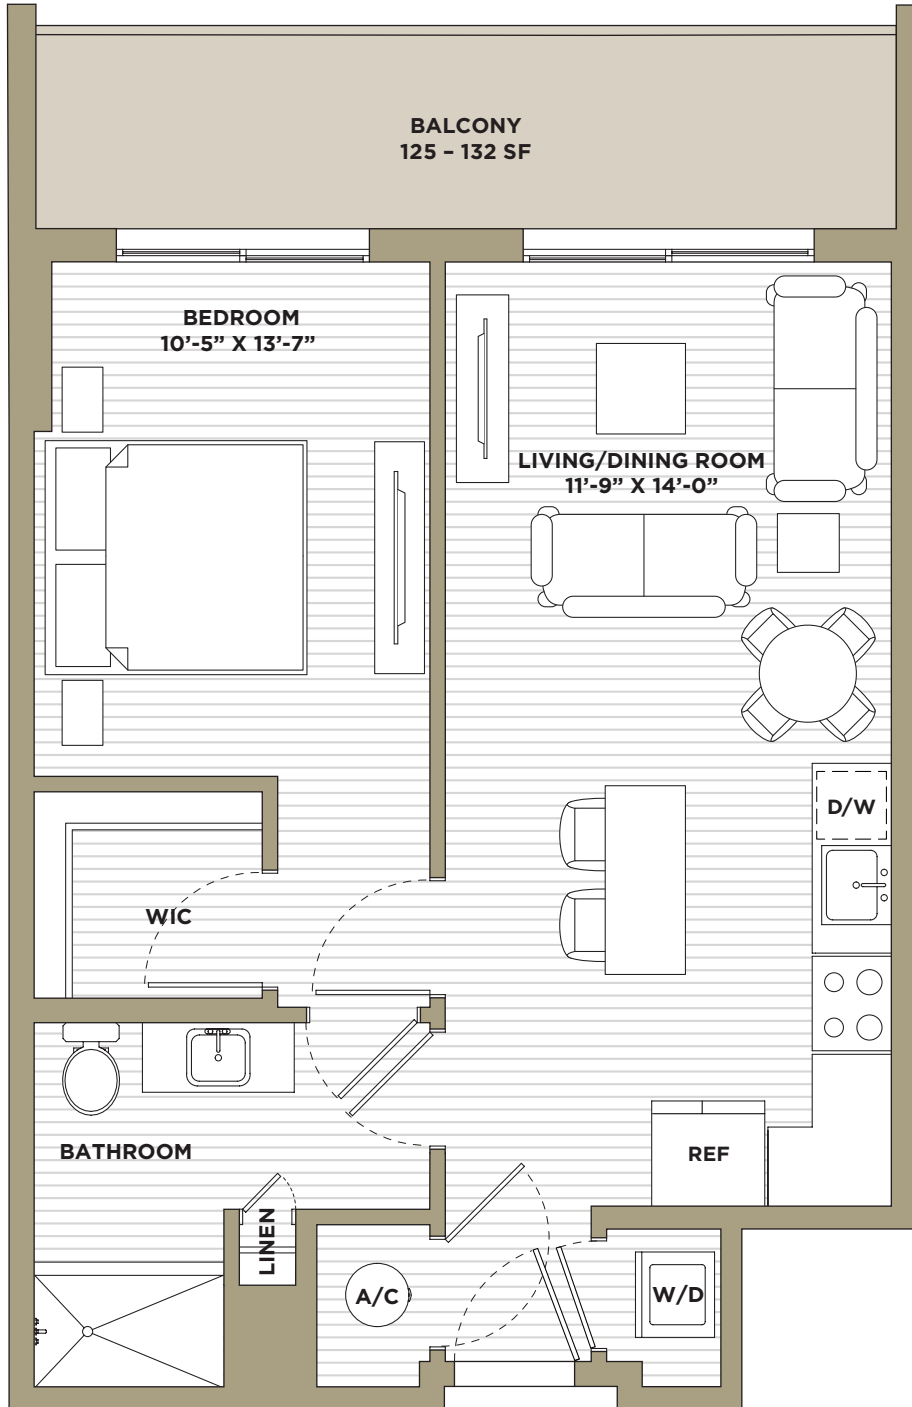 BALCONY
125 – 132 SF
BEDROOM
10’-5” X 13’-7”
LIVING/DINING ROOM
11’-9” X 14’-0”
D/W
WIC
BATHROOM
REF
LINEN
A/C
W/D